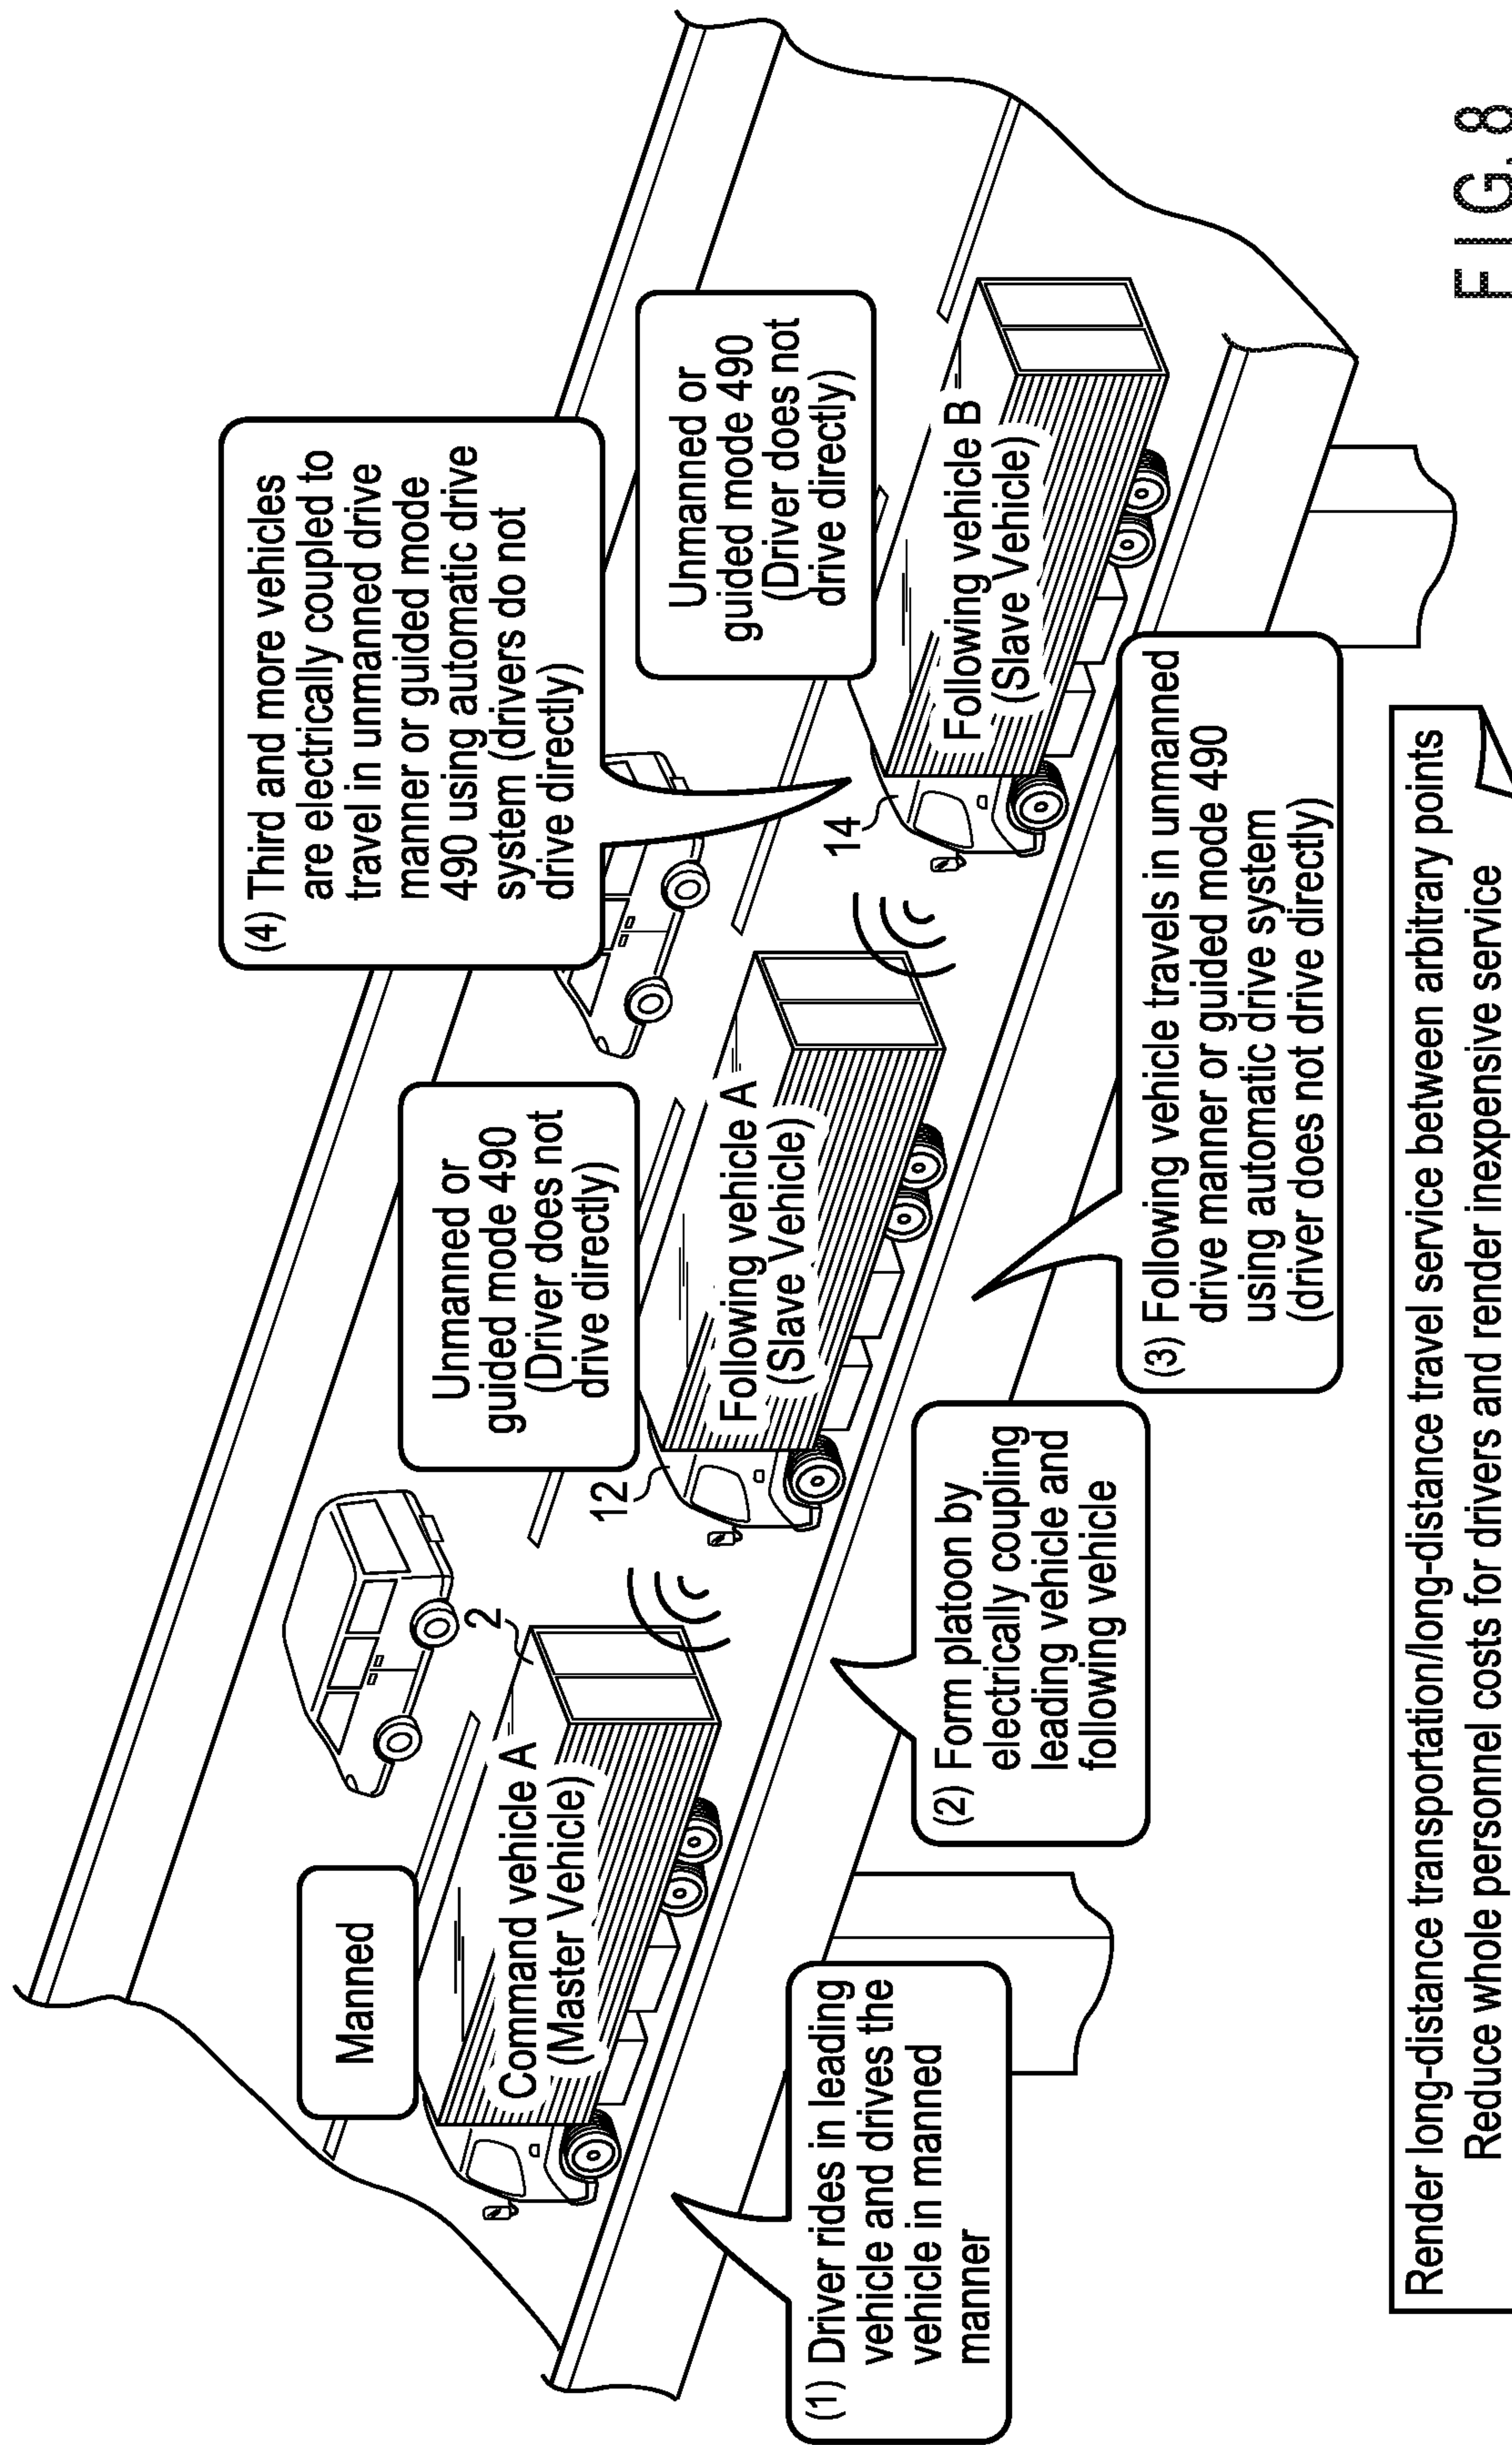 (4) Third and more vehicles
are electrically coupled to
travel in unmanned drive
manner or guided mode
490 using automatic drive
system (drivers do not
drive directly)
Manned
Unmanned or
guided mode 490
(Driver does not
drive directly)
Unmanned or
guided mode 490
(Driver does not
drive directly)
2
12
14
Command vehicle A
(Master Vehicle)
Following vehicle A
(Slave Vehicle)
Following vehicle B
(Slave Vehicle)
(1) Driver rides in leading
vehicle and drives the
vehicle in manned
manner
(2) Form platoon by
electrically coupling
leading vehicle and
following vehicle
(3) Following vehicle travels in unmanned
drive manner or guided mode 490
using automatic drive system
(driver does not drive directly)
Render long-distance transportation/long-distance travel service between arbitrary points
Reduce whole personnel costs for drivers and render inexpensive service
FIG. 8